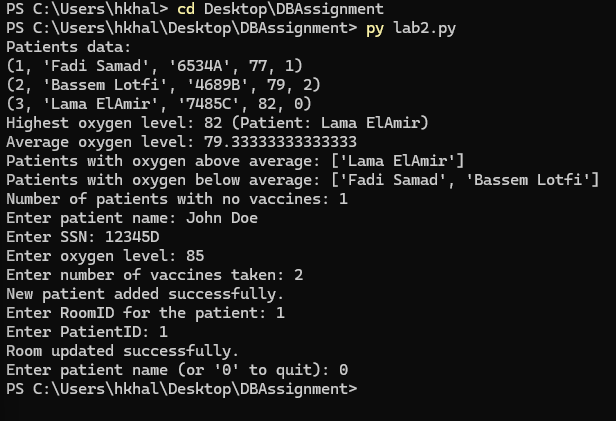 PS C:\Users\hkhal> cd Desktop\DBAssignment
PS C:\Users\hkhal\Desktop\DBAssignment> py lab2.py
Patients data:
(1, 'Fadi Samad', '6534A', 77, 1)
(2, 'Bassem Lotfi', '4689B', 79, 2)
(3, 'Lama ElAmir', '7485C', 82, 0)
Highest oxygen level: 82 (Patient: Lama ElAmir)
Average oxygen level: 79.33333333333333
Patients with oxygen above average: ['Lama ElAmir']
Patients with oxygen below average: ['Fadi Samad', 'Bassem Lotfi']
Number of patients with no vaccines: 1
Enter patient name: John Doe
Enter SSN: 12345D
Enter oxygen level: 85
Enter number of vaccines taken: 2
New patient added successfully.
Enter RoomID for the patient: 1
Enter PatientID: 1
Room updated successfully.
Enter patient name (or '0' to quit): 0
PS C:\Users\hkhal\Desktop\DBAssignment>